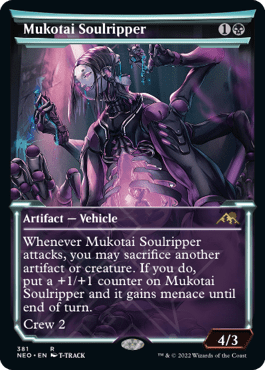 Mukotai Soulripper 1
Artifact — Vehicle
Whenever Mukotai Soulripper
attacks, you may sacrifice another
artifact or creature. If you do,
put a +1/+1 counter on Mukotai
Soulripper and it gains menace until
end of turn.
Crew 2
4/3
381 R
NEO • EN T-TRACK
™ & © 2022 Wizards of the Coast